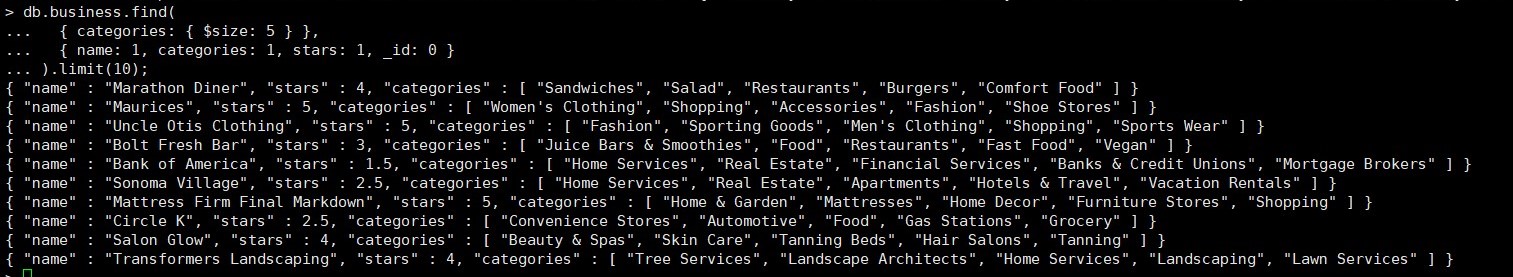 > db.business.find(
...   { categories: { $size: 5 } },
...   { name: 1, categories: 1, stars: 1, _id: 0 }
... ).limit(10);
{ "name" : "Marathon Diner", "stars" : 4, "categories" : [ "Sandwiches", "Salad", "Restaurants", "Burgers", "Comfort Food" ] }
{ "name" : "Maurices", "stars" : 5, "categories" : [ "Women's Clothing", "Shopping", "Accessories", "Fashion", "Shoe Stores" ] }
{ "name" : "Uncle Otis Clothing", "stars" : 5, "categories" : [ "Fashion", "Sporting Goods", "Men's Clothing", "Shopping", "Sports Wear" ] }
{ "name" : "Bolt Fresh Bar", "stars" : 3, "categories" : [ "Juice Bars & Smoothies", "Food", "Restaurants", "Fast Food", "Vegan" ] }
{ "name" : "Bank of America", "stars" : 1.5, "categories" : [ "Home Services", "Real Estate", "Financial Services", "Banks & Credit Unions", "Mortgage Brokers" ] }
{ "name" : "Sonoma Village", "stars" : 2.5, "categories" : [ "Home Services", "Real Estate", "Apartments", "Hotels & Travel", "Vacation Rentals" ] }
{ "name" : "Mattress Firm Final Markdown", "stars" : 5, "categories" : [ "Home & Garden", "Mattresses", "Home Decor", "Furniture Stores", "Shopping" ] }
{ "name" : "Circle K", "stars" : 2.5, "categories" : [ "Convenience Stores", "Automotive", "Food", "Gas Stations", "Grocery" ] }
{ "name" : "Salon Glow", "stars" : 4, "categories" : [ "Beauty & Spas", "Skin Care", "Tanning Beds", "Hair Salons", "Tanning" ] }
{ "name" : "Transformers Landscaping", "stars" : 4, "categories" : [ "Tree Services", "Landscape Architects", "Home Services", "Landscaping", "Lawn Services" ] }
>